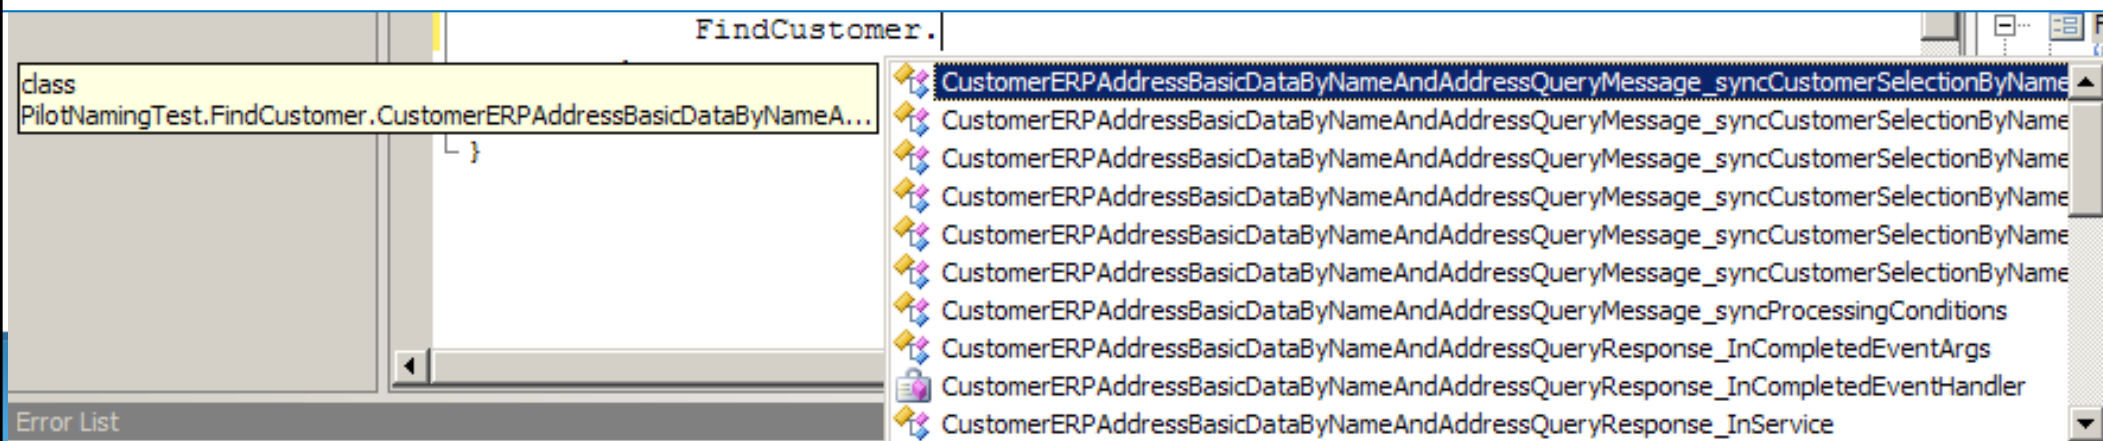 FindCustomer.
class
PilotNamingTest.FindCustomer.CustomerERPAddressBasicDataByNameA...
}
CustomerERPAddressBasicDataByNameAndAddressQueryMessage_syncCustomerSelectionByName
CustomerERPAddressBasicDataByNameAndAddressQueryMessage_syncCustomerSelectionByName
CustomerERPAddressBasicDataByNameAndAddressQueryMessage_syncCustomerSelectionByName
CustomerERPAddressBasicDataByNameAndAddressQueryMessage_syncCustomerSelectionByName
CustomerERPAddressBasicDataByNameAndAddressQueryMessage_syncCustomerSelectionByName
CustomerERPAddressBasicDataByNameAndAddressQueryMessage_syncCustomerSelectionByName
CustomerERPAddressBasicDataByNameAndAddressQueryMessage_syncProcessingConditions
CustomerERPAddressBasicDataByNameAndAddressQueryResponse_InCompletedEventArgs
CustomerERPAddressBasicDataByNameAndAddressQueryResponse_InCompletedEventHandler
CustomerERPAddressBasicDataByNameAndAddressQueryResponse_InService
Error List